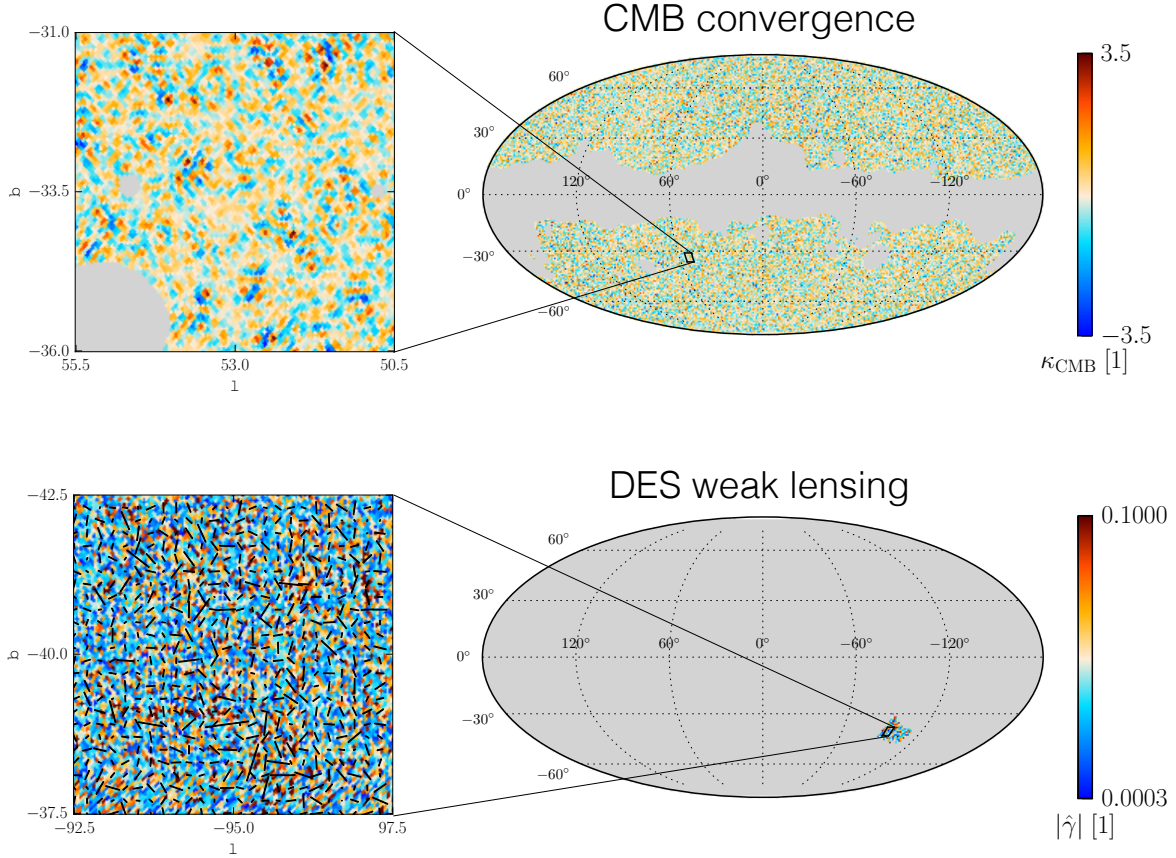 CMB convergence
−31.0
−33.5
−36.0
b
55.5 53.0 50.5
l
60°
30°
0°
−30°
−60°
120° 60° 0° −60° −120°
3.5
−3.5
κCMB [1]
DES weak lensing
−42.5
−40.0
−37.5
b
−92.5 −95.0 97.5
l
60°
30°
0°
−30°
−60°
120° 60° 0° −60° −120°
0.1000
0.0003
|γ̂| [1]